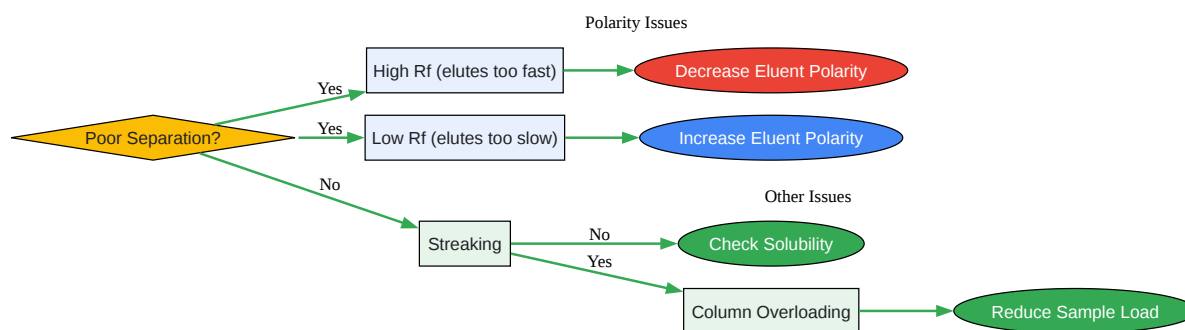 Polarity Issues
High Rf (elutes too fast)
Decrease Eluent Polarity
Yes
Poor Separation?
Yes
Low Rf (elutes too slow)
Increase Eluent Polarity
No
Other Issues
Streaking
No
Check Solubility
Yes
Column Overloading
Reduce Sample Load